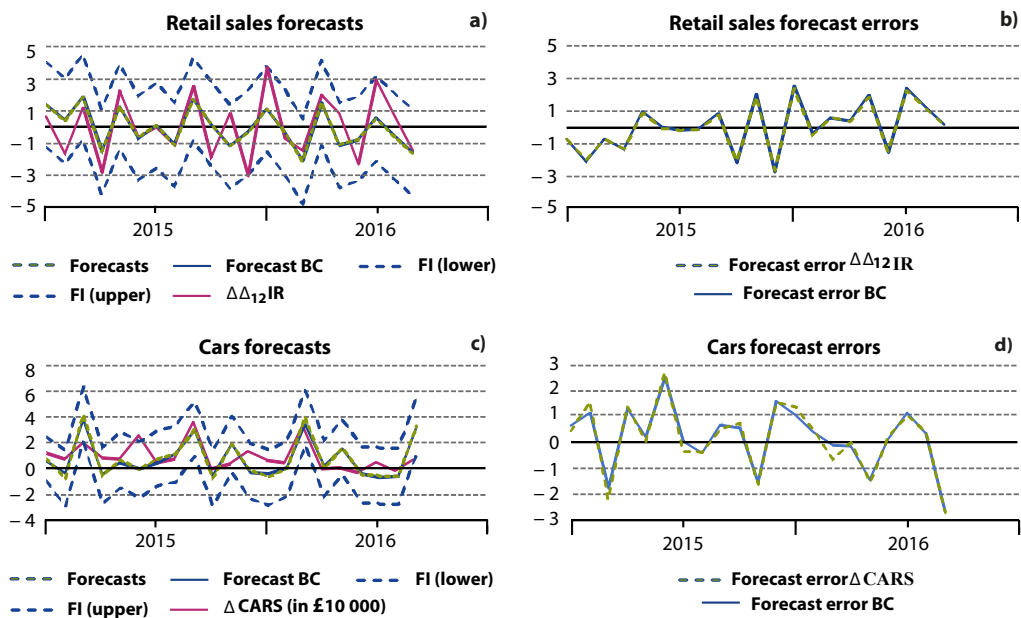 Retail sales forecasts
a)
5
3
1
0
− 1
− 3
− 5
2015
2016
Forecasts Forecast BC FI (lower)
FI (upper) ΔΔ₁₂IR
Retail sales forecast errors
b)
5
3
1
0
− 1
− 3
− 5
2015
2016
Forecast error ΔΔ₁₂IR
Forecast error BC
Cars forecasts
c)
8
6
4
2
0
− 2
− 4
2015
2016
Forecasts Forecast BC FI (lower)
FI (upper) Δ CARS (in £10 000)
Cars forecast errors
d)
3
2
1
0
− 1
− 2
− 3
2015
2016
Forecast error Δ CARS
Forecast error BC